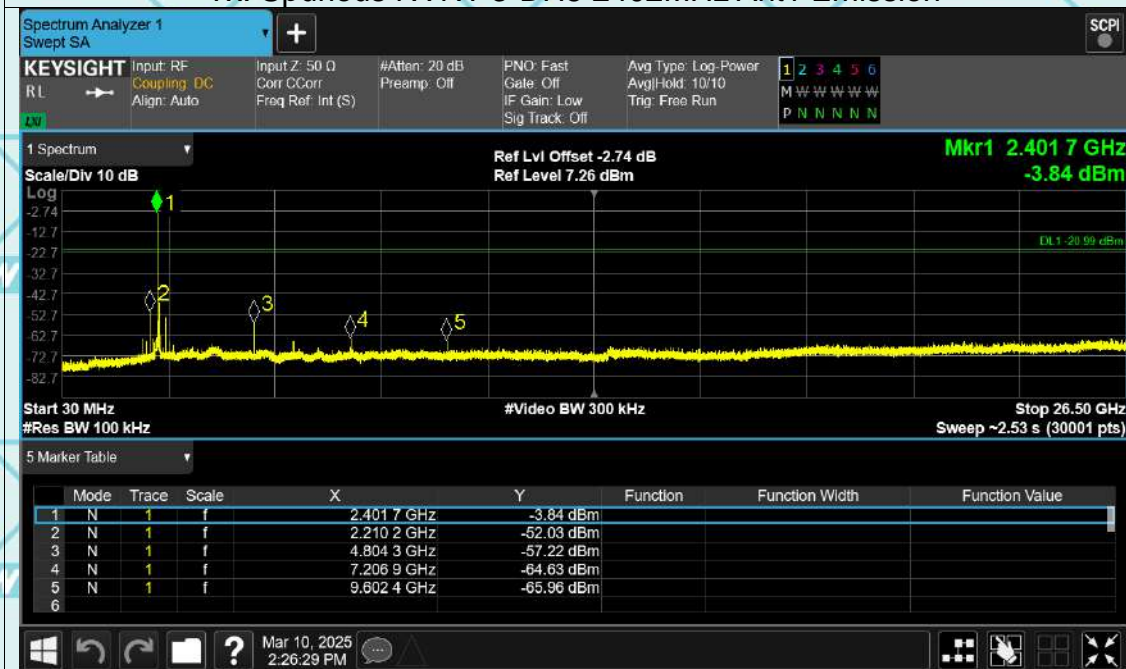 Tx. Spurious NVNT 3-DH5 2402MHz Ant1 Emission
Spectrum Analyzer 1
Swept SA
+
SCPI
KEYSIGHT
RL
LXI
Input: RF
Coupling: DC
Align: Auto
Input Z: 50 Ω
Corr CCorr
Freq Ref: Int (S)
#Atten: 20 dB
Preamp: Off
PNO: Fast
Gate: Off
IF Gain: Low
Sig Track: Off
Avg Type: Log-Power
Avg|Hold: 10/10
Trig: Free Run
1 2 3 4 5 6
M W W W W W W
P N N N N N N
1 Spectrum
Scale/Div 10 dB
Ref Lvl Offset -2.74 dB
Ref Level 7.26 dBm
Mkr1 2.401 7 GHz
-3.84 dBm
Log
-2.74
-12.7
-22.7
-32.7
-42.7
-52.7
-62.7
-72.7
-82.7
1
2
3
4
5
DL1 -20.99 dBm
Start 30 MHz
#Video BW 300 kHz
Stop 26.50 GHz
#Res BW 100 kHz
Sweep ~2.53 s (30001 pts)
5 Marker Table
Mode Trace Scale X Y Function Function Width Function Value
1 N 1 f 2.401 7 GHz -3.84 dBm
2 N 1 f 2.210 2 GHz -52.03 dBm
3 N 1 f 4.804 3 GHz -57.22 dBm
4 N 1 f 7.206 9 GHz -64.63 dBm
5 N 1 f 9.602 4 GHz -65.96 dBm
6
?
Mar 10, 2025
2:26:29 PM